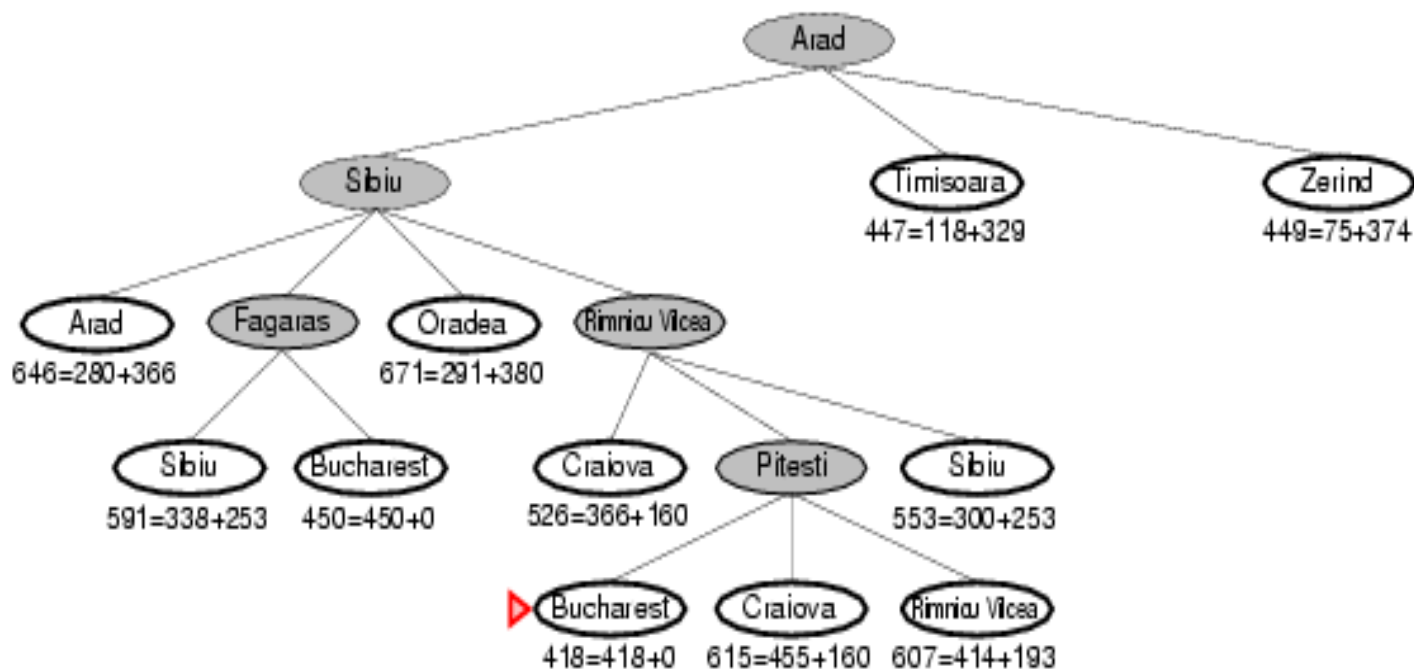 Arad
Sibiu
Timisoara
Zerind
447=118+329
449=75+374
Arad
Fagaras
Oradea
Rimnicu Vilcea
646=280+366
671=291+380
Sibiu
Bucharest
Craiova
Pitesti
Sibiu
591=338+253
450=450+0
526=366+160
553=300+253
Bucharest
Craiova
Rimnicu Vilcea
418=418+0
615=455+160
607=414+193